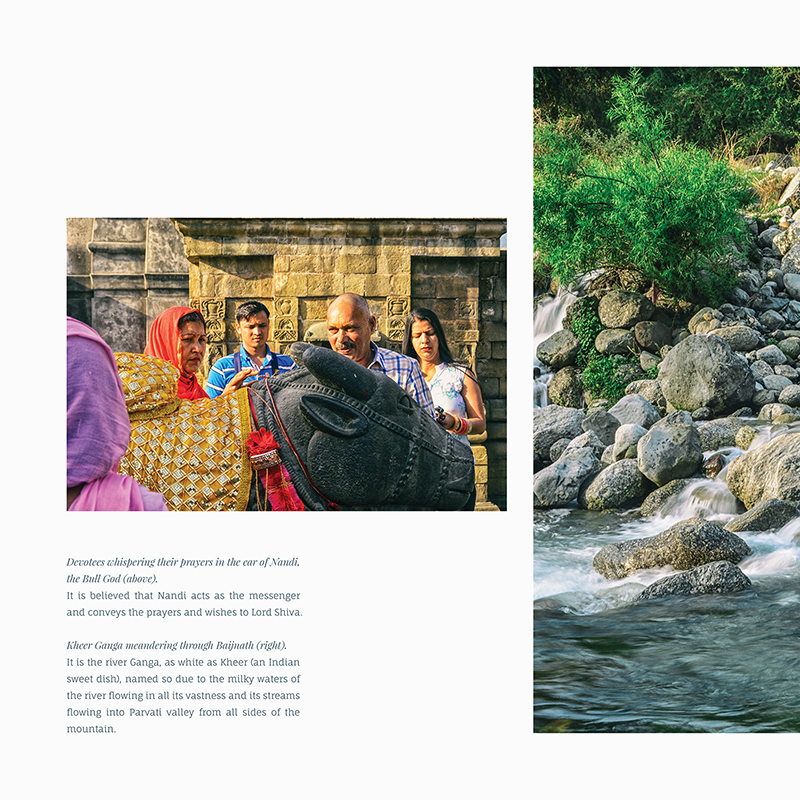 Devotees whispering their prayers in the ear of Nandi,
the Bull God (above).
It is believed that Nandi acts as the messenger
and conveys the prayers and wishes to Lord Shiva.
Kheer Ganga meandering through Baijnath (right).
It is the river Ganga, as white as Kheer (an Indian
sweet dish), named so due to the milky waters of
the river flowing in all its vastness and its streams
flowing into Parvati valley from all sides of the
mountain.